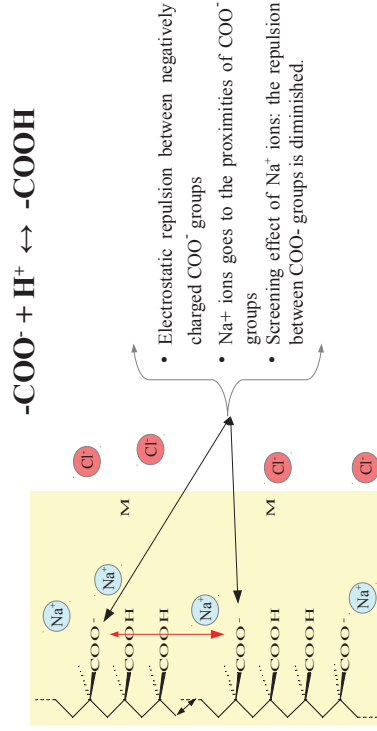 -COO⁻ + H⁺ ↔ -COOH
Na⁺
Cl⁻
Na⁺
Cl⁻
COO⁻
M
COOH
COOH
Na⁺
COO⁻
Cl⁻
M
COOH
COOH
COO⁻
Na⁺
Cl⁻
• Electrostatic repulsion between negatively
charged COO⁻ groups
• Na+ ions goes to the proximities of COO⁻
groups
• Screening effect of Na⁺ ions: the repulsion
between COO- groups is diminished.